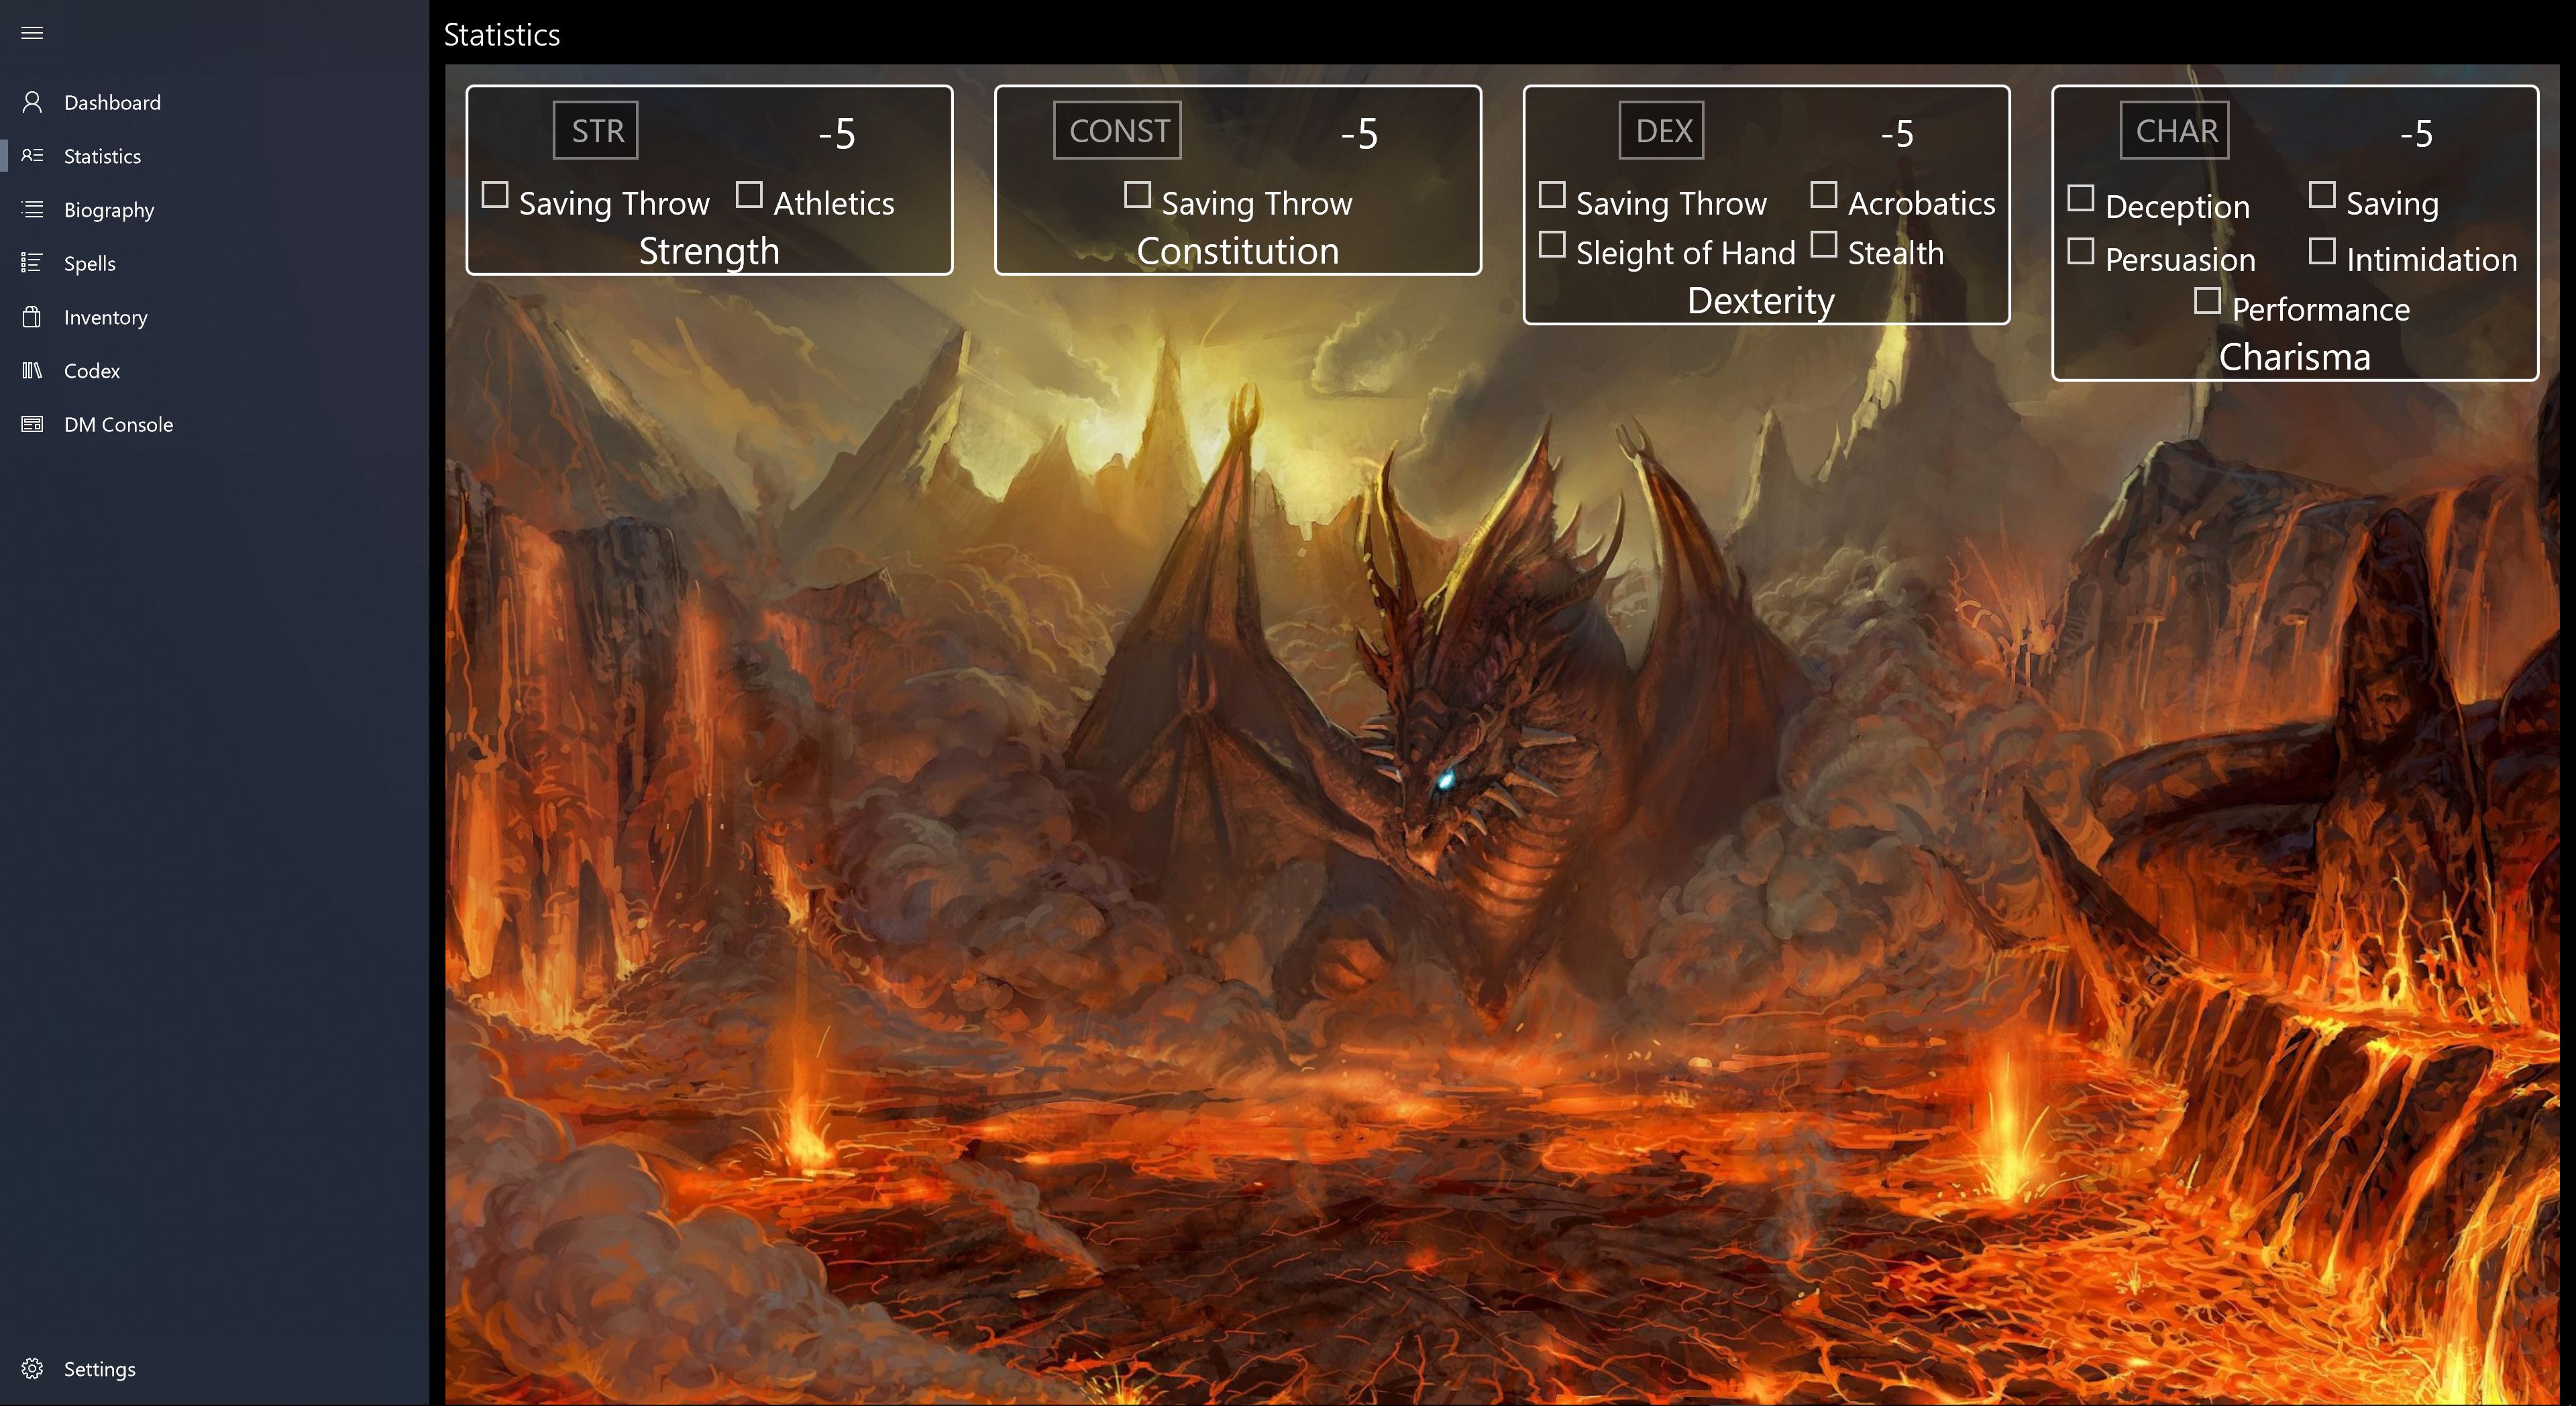 Statistics
Dashboard
Statistics
Biography
Spells
Inventory
Codex
DM Console
Settings
STR -5
Saving Throw Athletics
Strength
CONST -5
Saving Throw
Constitution
DEX -5
Saving Throw Acrobatics
Sleight of Hand Stealth
Dexterity
CHAR -5
Deception Saving
Persuasion Intimidation
Performance
Charisma